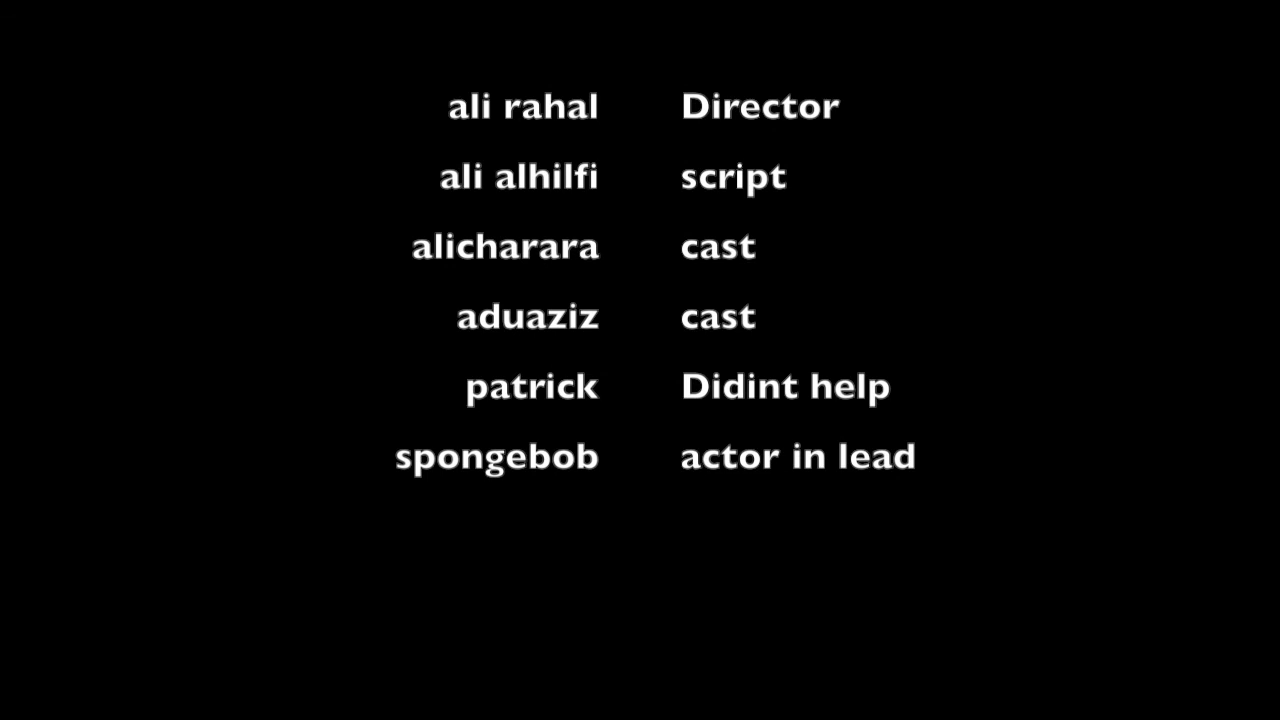 ali rahal Director
ali alhilfi script
alicharara cast
aduaziz cast
patrick Didint help
spongebob actor in lead